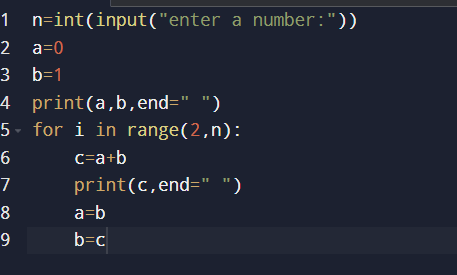 1 n=int(input("enter a number:"))
2 a=0
3 b=1
4 print(a,b,end=" ")
5 for i in range(2,n):
6     c=a+b
7     print(c,end=" ")
8     a=b
9     b=c